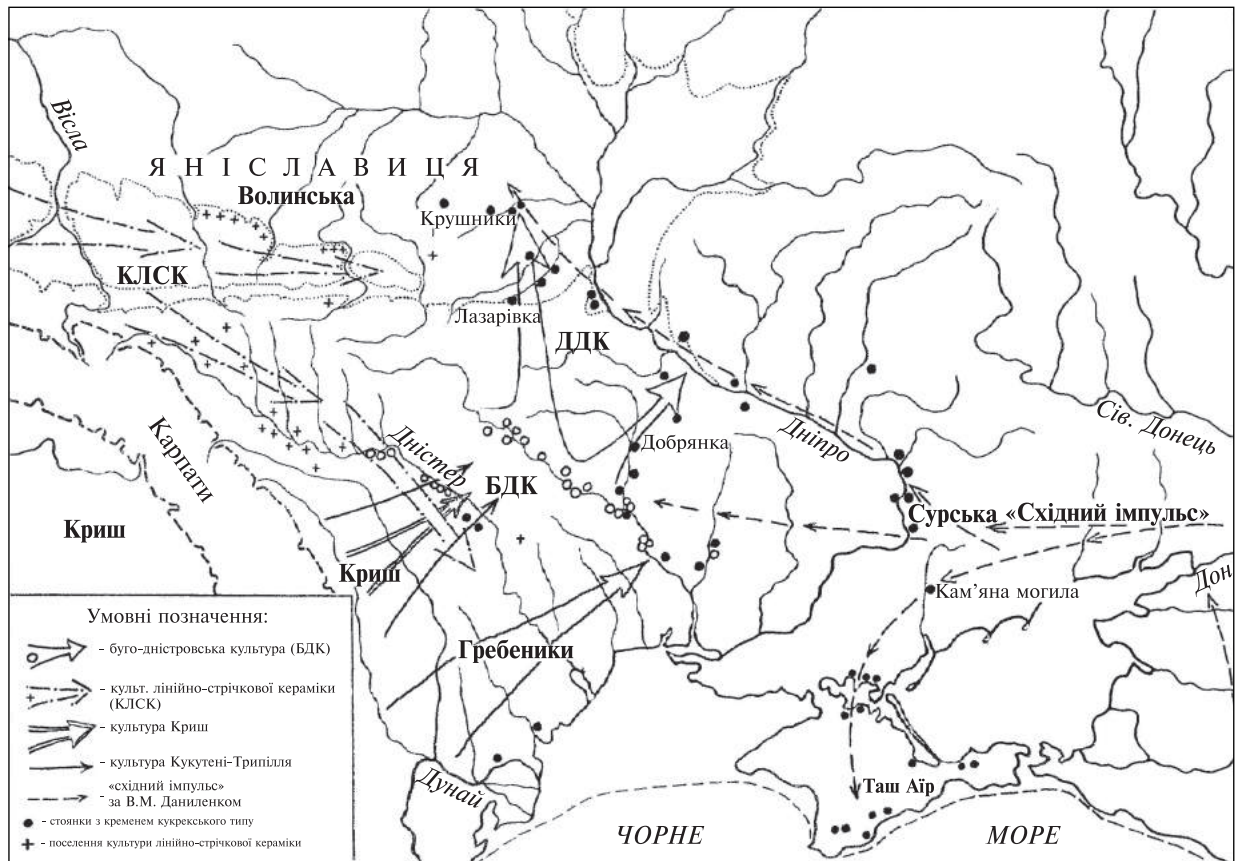 Вісла
ЯНІСЛАВИЦЯ
Волинська
Крушники
КЛСК
Лазарівка
ДДК
Карпати
Дністер
Добрянка
Дніпро
Сів. Донець
БДК
Криш
Сурська «Східний імпульс»
Криш
Кам’яна могила
Дон
Гребеники
Дунай
Таш Аїр
ЧОРНЕ МОРЕ
Умовні позначення:
- буго-дністровська культура (БДК)
- культ. лінійно-стрічкової кераміки
(КЛСК)
- культура Криш
- культура Кукутені-Трипілля
«східний імпульс»
- за В.М. Даниленком
- стоянки з кременем кукрекського типу
- поселення культури лінійно-стрічкової кераміки